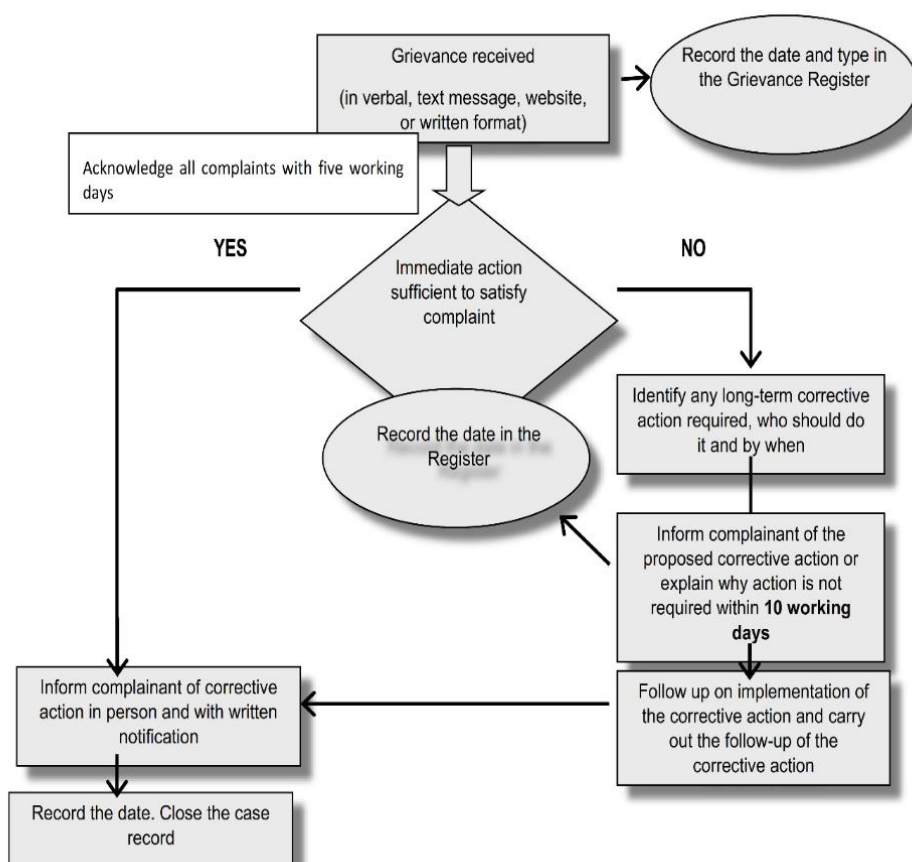 Grievance received
(in verbal, text message, website,
or written format)
Record the date and type in
the Grievance Register
Acknowledge all complaints with five working
days
YES
NO
Immediate action
sufficient to satisfy
complaint
Identify any long-term corrective
action required, who should do
it and by when
Record the date in the
Register
Inform complainant of the
proposed corrective action or
explain why action is not
required within 10 working
days
Inform complainant of corrective
action in person and with written
notification
Follow up on implementation of
the corrective action and carry
out the follow-up of the
corrective action
Record the date. Close the case
record